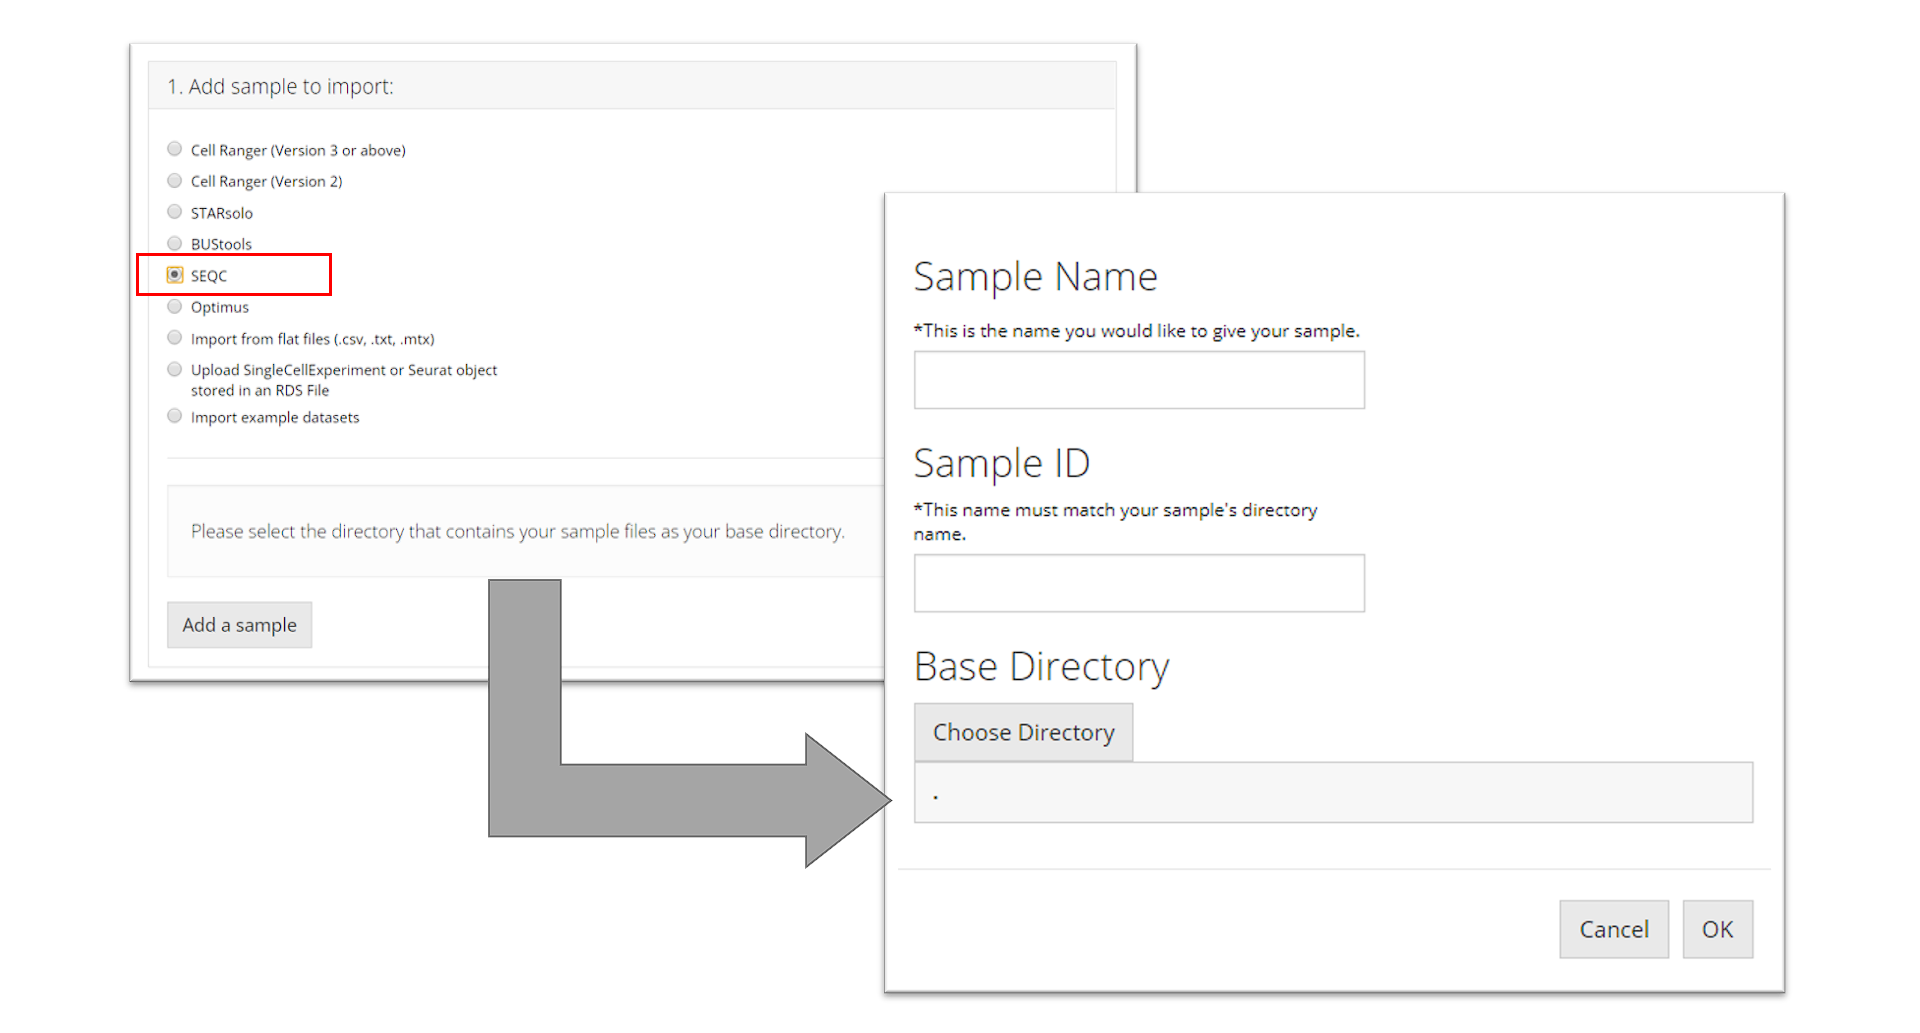 1. Add sample to import:
Cell Ranger (Version 3 or above)
Cell Ranger (Version 2)
STARsolo
BUStools
SEQC
Optimus
Import from flat files (.csv, .txt, .mtx)
Upload SingleCellExperiment or Seurat object
stored in an RDS File
Import example datasets
Please select the directory that contains your sample files as your base directory.
Add a sample
Sample Name
*This is the name you would like to give your sample.
Sample ID
*This name must match your sample's directory
name.
Base Directory
Choose Directory
.
Cancel
OK